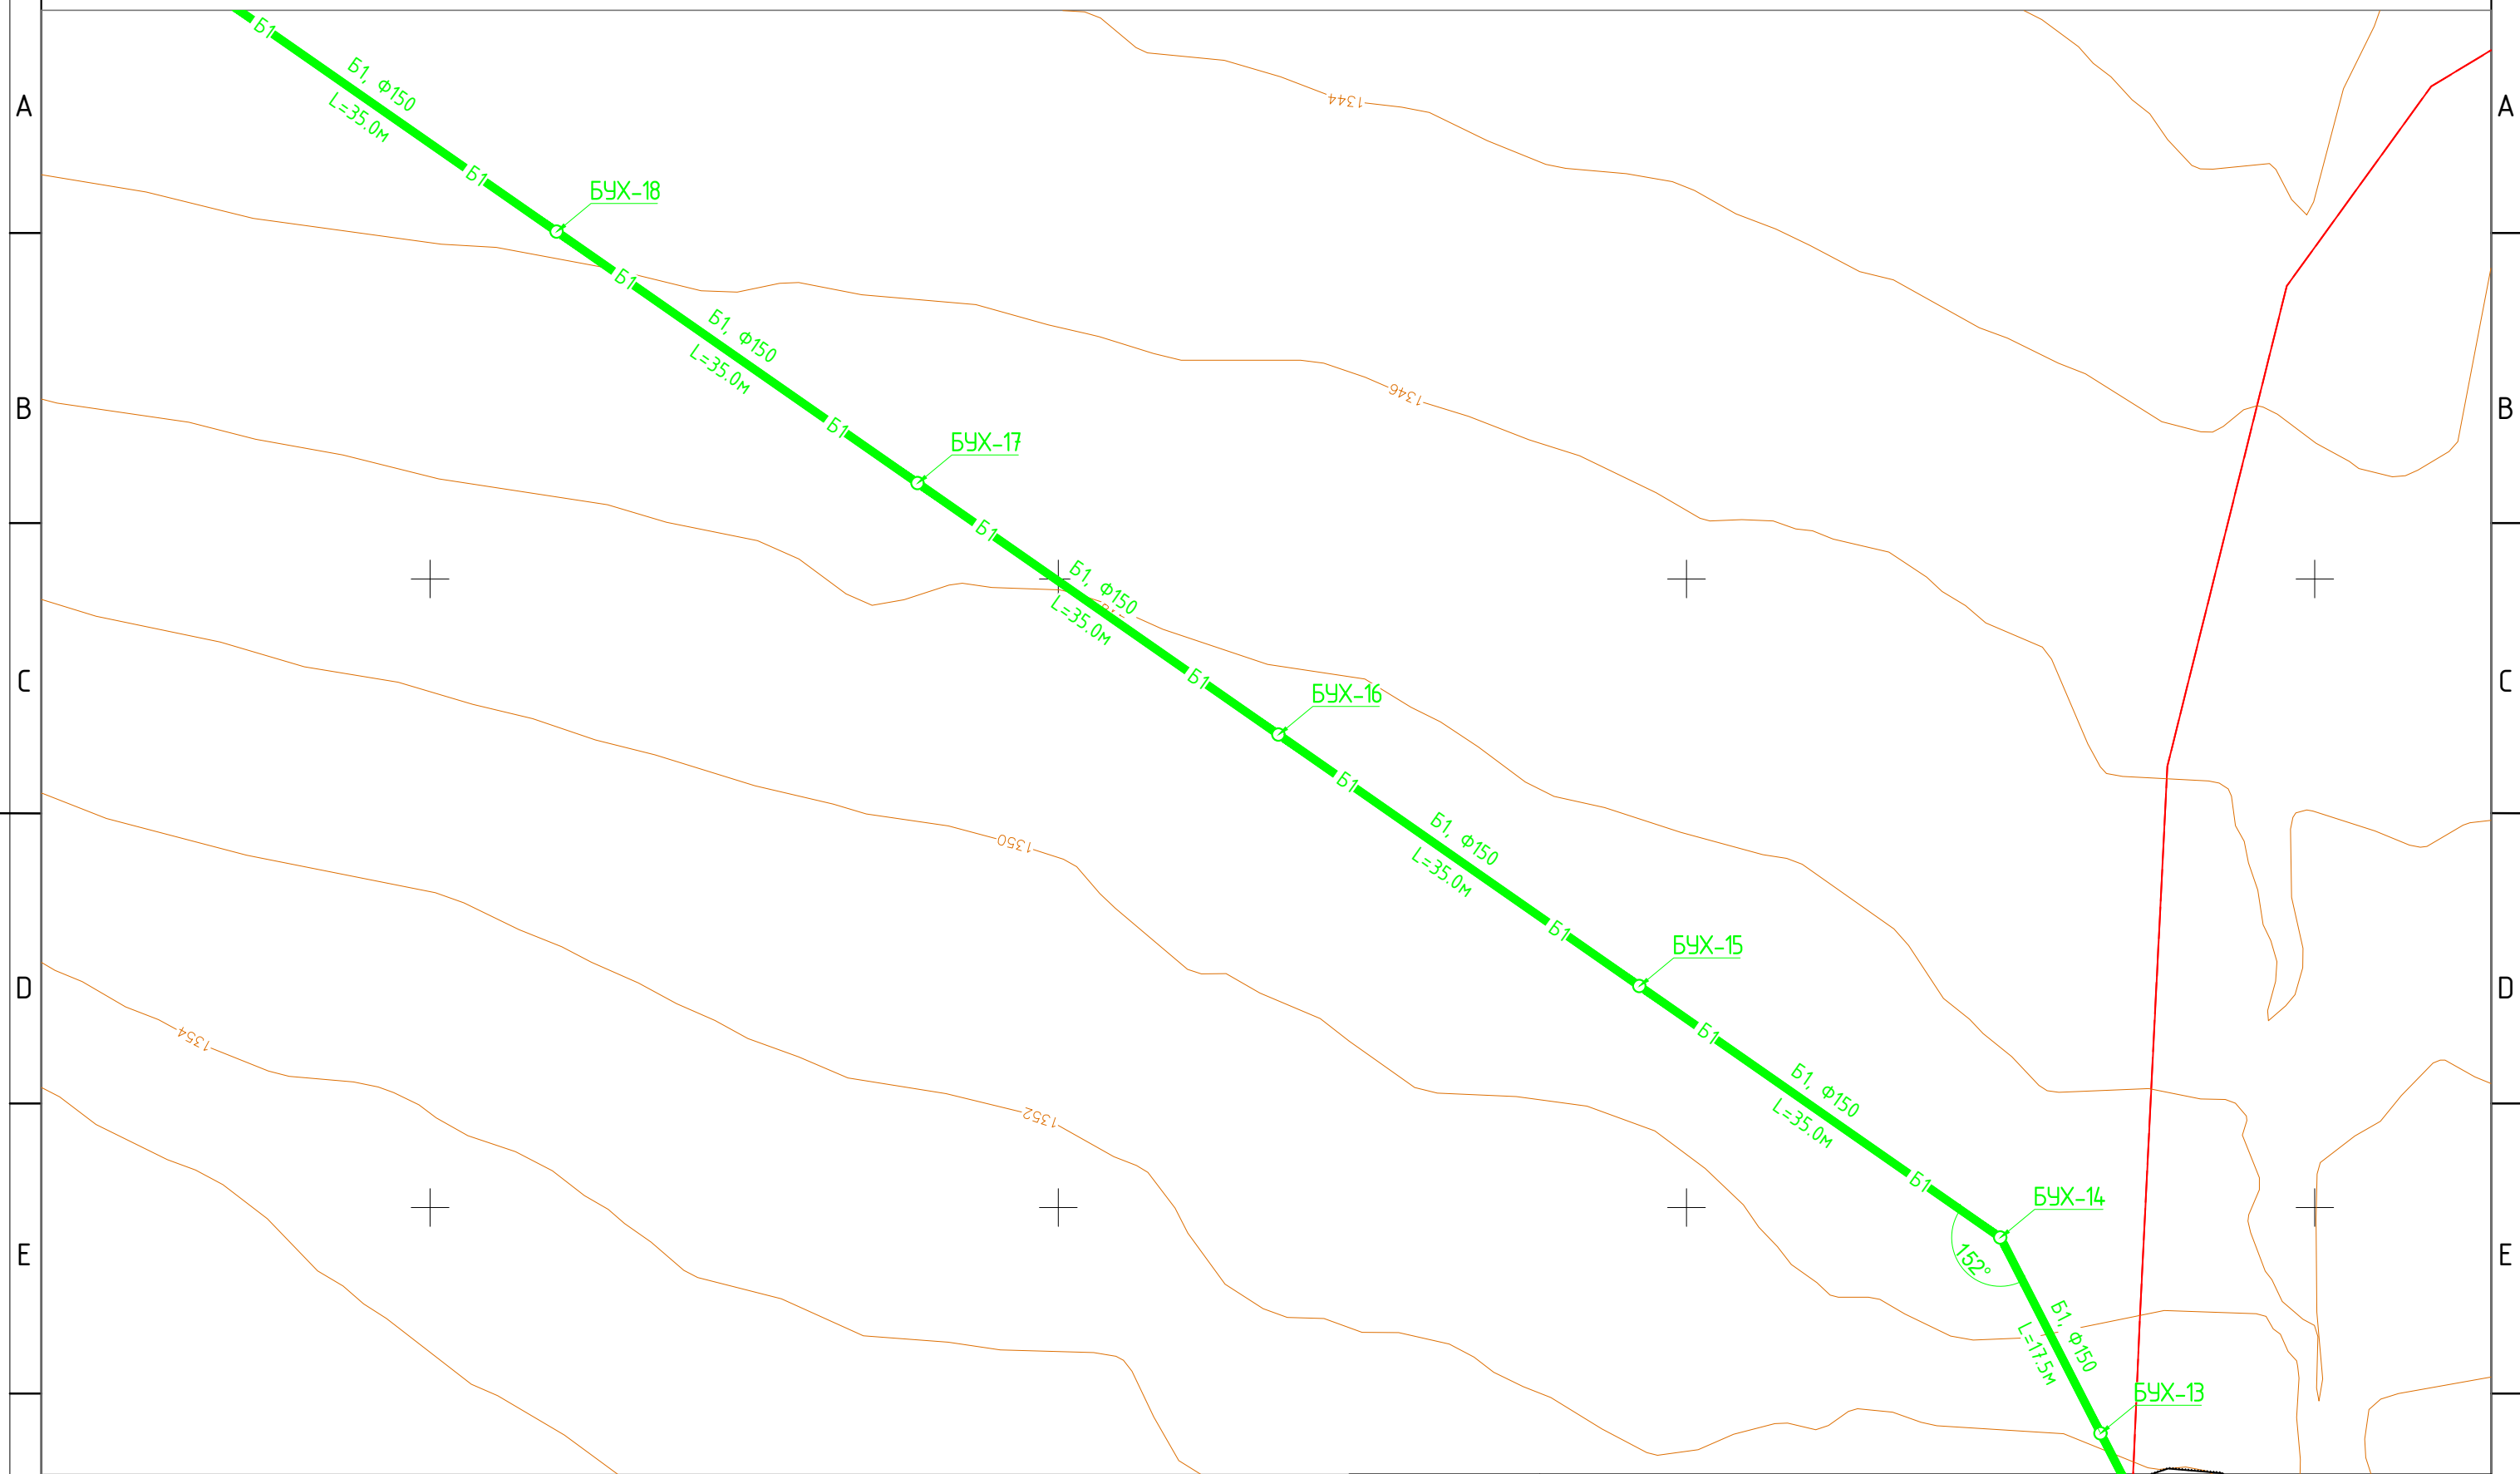 Б1
А
А
Б1, Ф150
L=35.0м
1344
Б1
БУХ-18
Б1
Б1, Ф150
L=35.0м
1346
B
B
Б1
БУХ-17
Б1
Б1, Ф150
L=35.0м
C
C
Б1
БУХ-16
Б1
Б1, Ф150
L=35.0м
1350
Б1
БУХ-15
D
D
Б1
1354
Б1, Ф150
L=35.0м
1352
Б1
БУХ-14
152°
E
E
Б1, Ф150
L=17.5м
БУХ-13